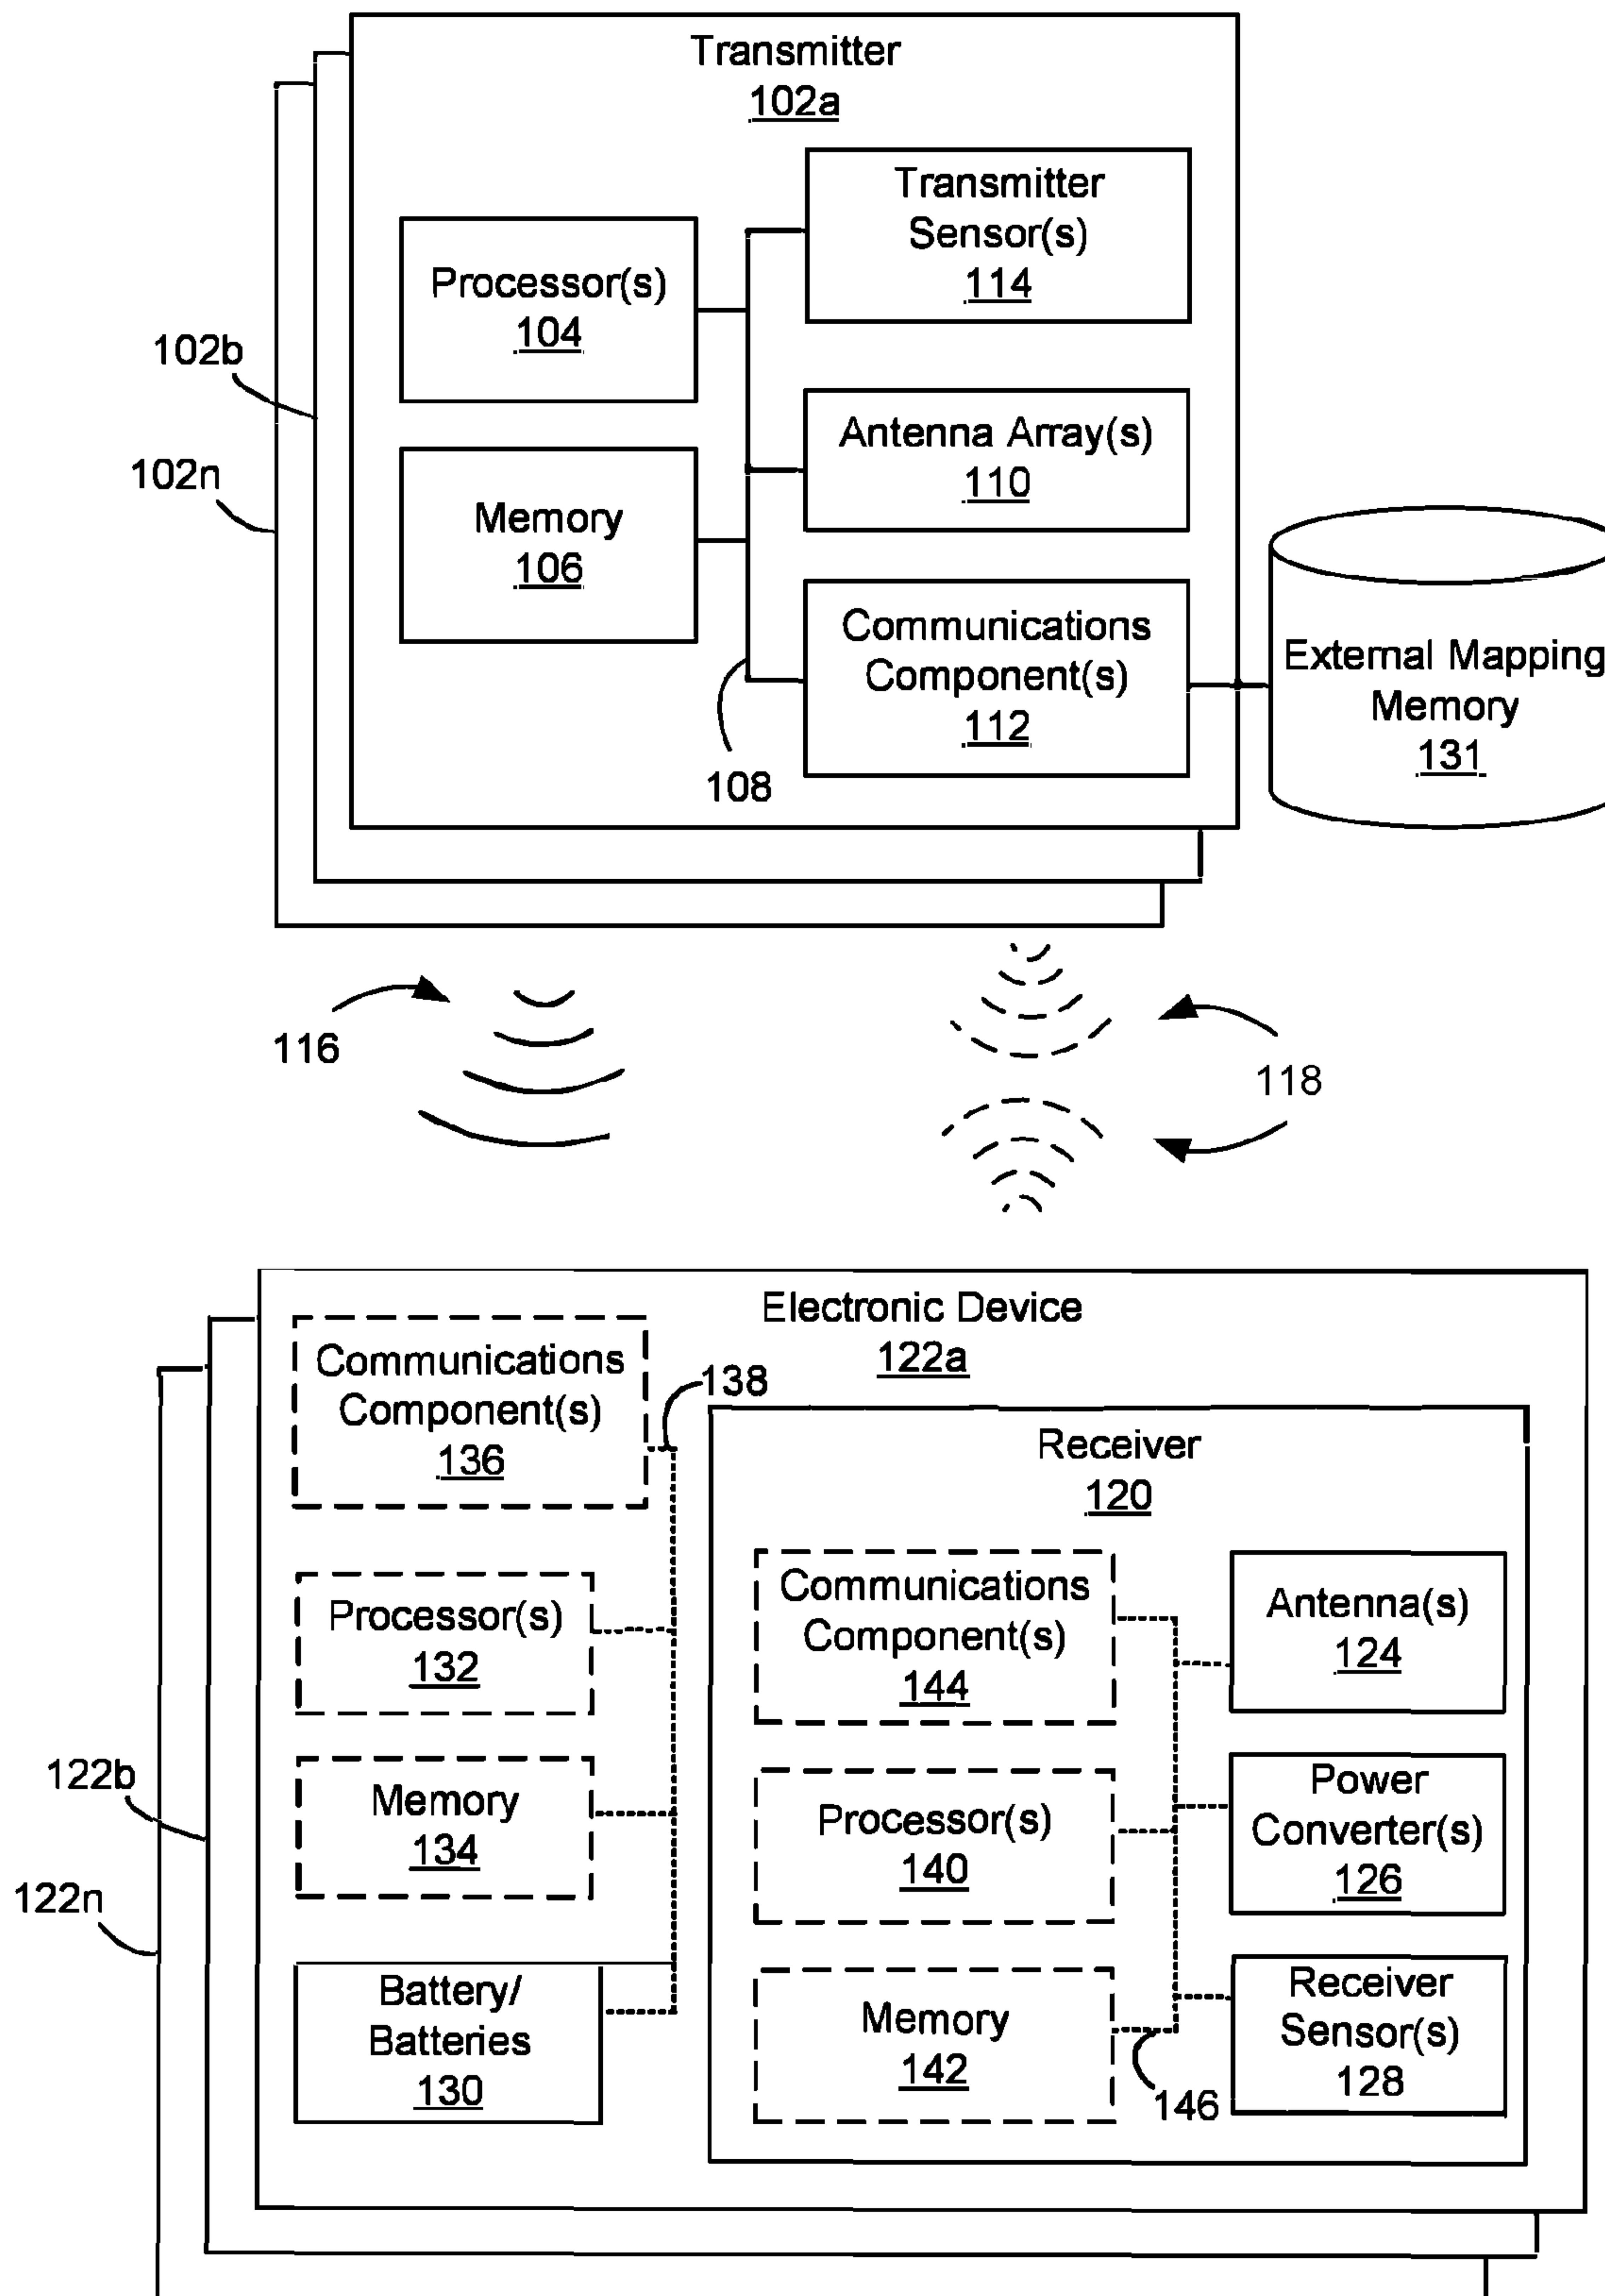 Transmitter
102a
Transmitter
Sensor(s)
114
Processor(s)
104
102b
Antenna Array(s)
110
102n
Memory
106
Communications
Component(s)
112
External Mapping
Memory
131
108
116
118
Electronic Device
122a
Communications
Component(s)
136
138
Receiver
120
Communications
Component(s)
144
Antenna(s)
124
Processor(s)
132
Power
Converter(s)
126
122b
Memory
134
Processor(s)
140
122n
Battery/
Batteries
130
Memory
142
146
Receiver
Sensor(s)
128